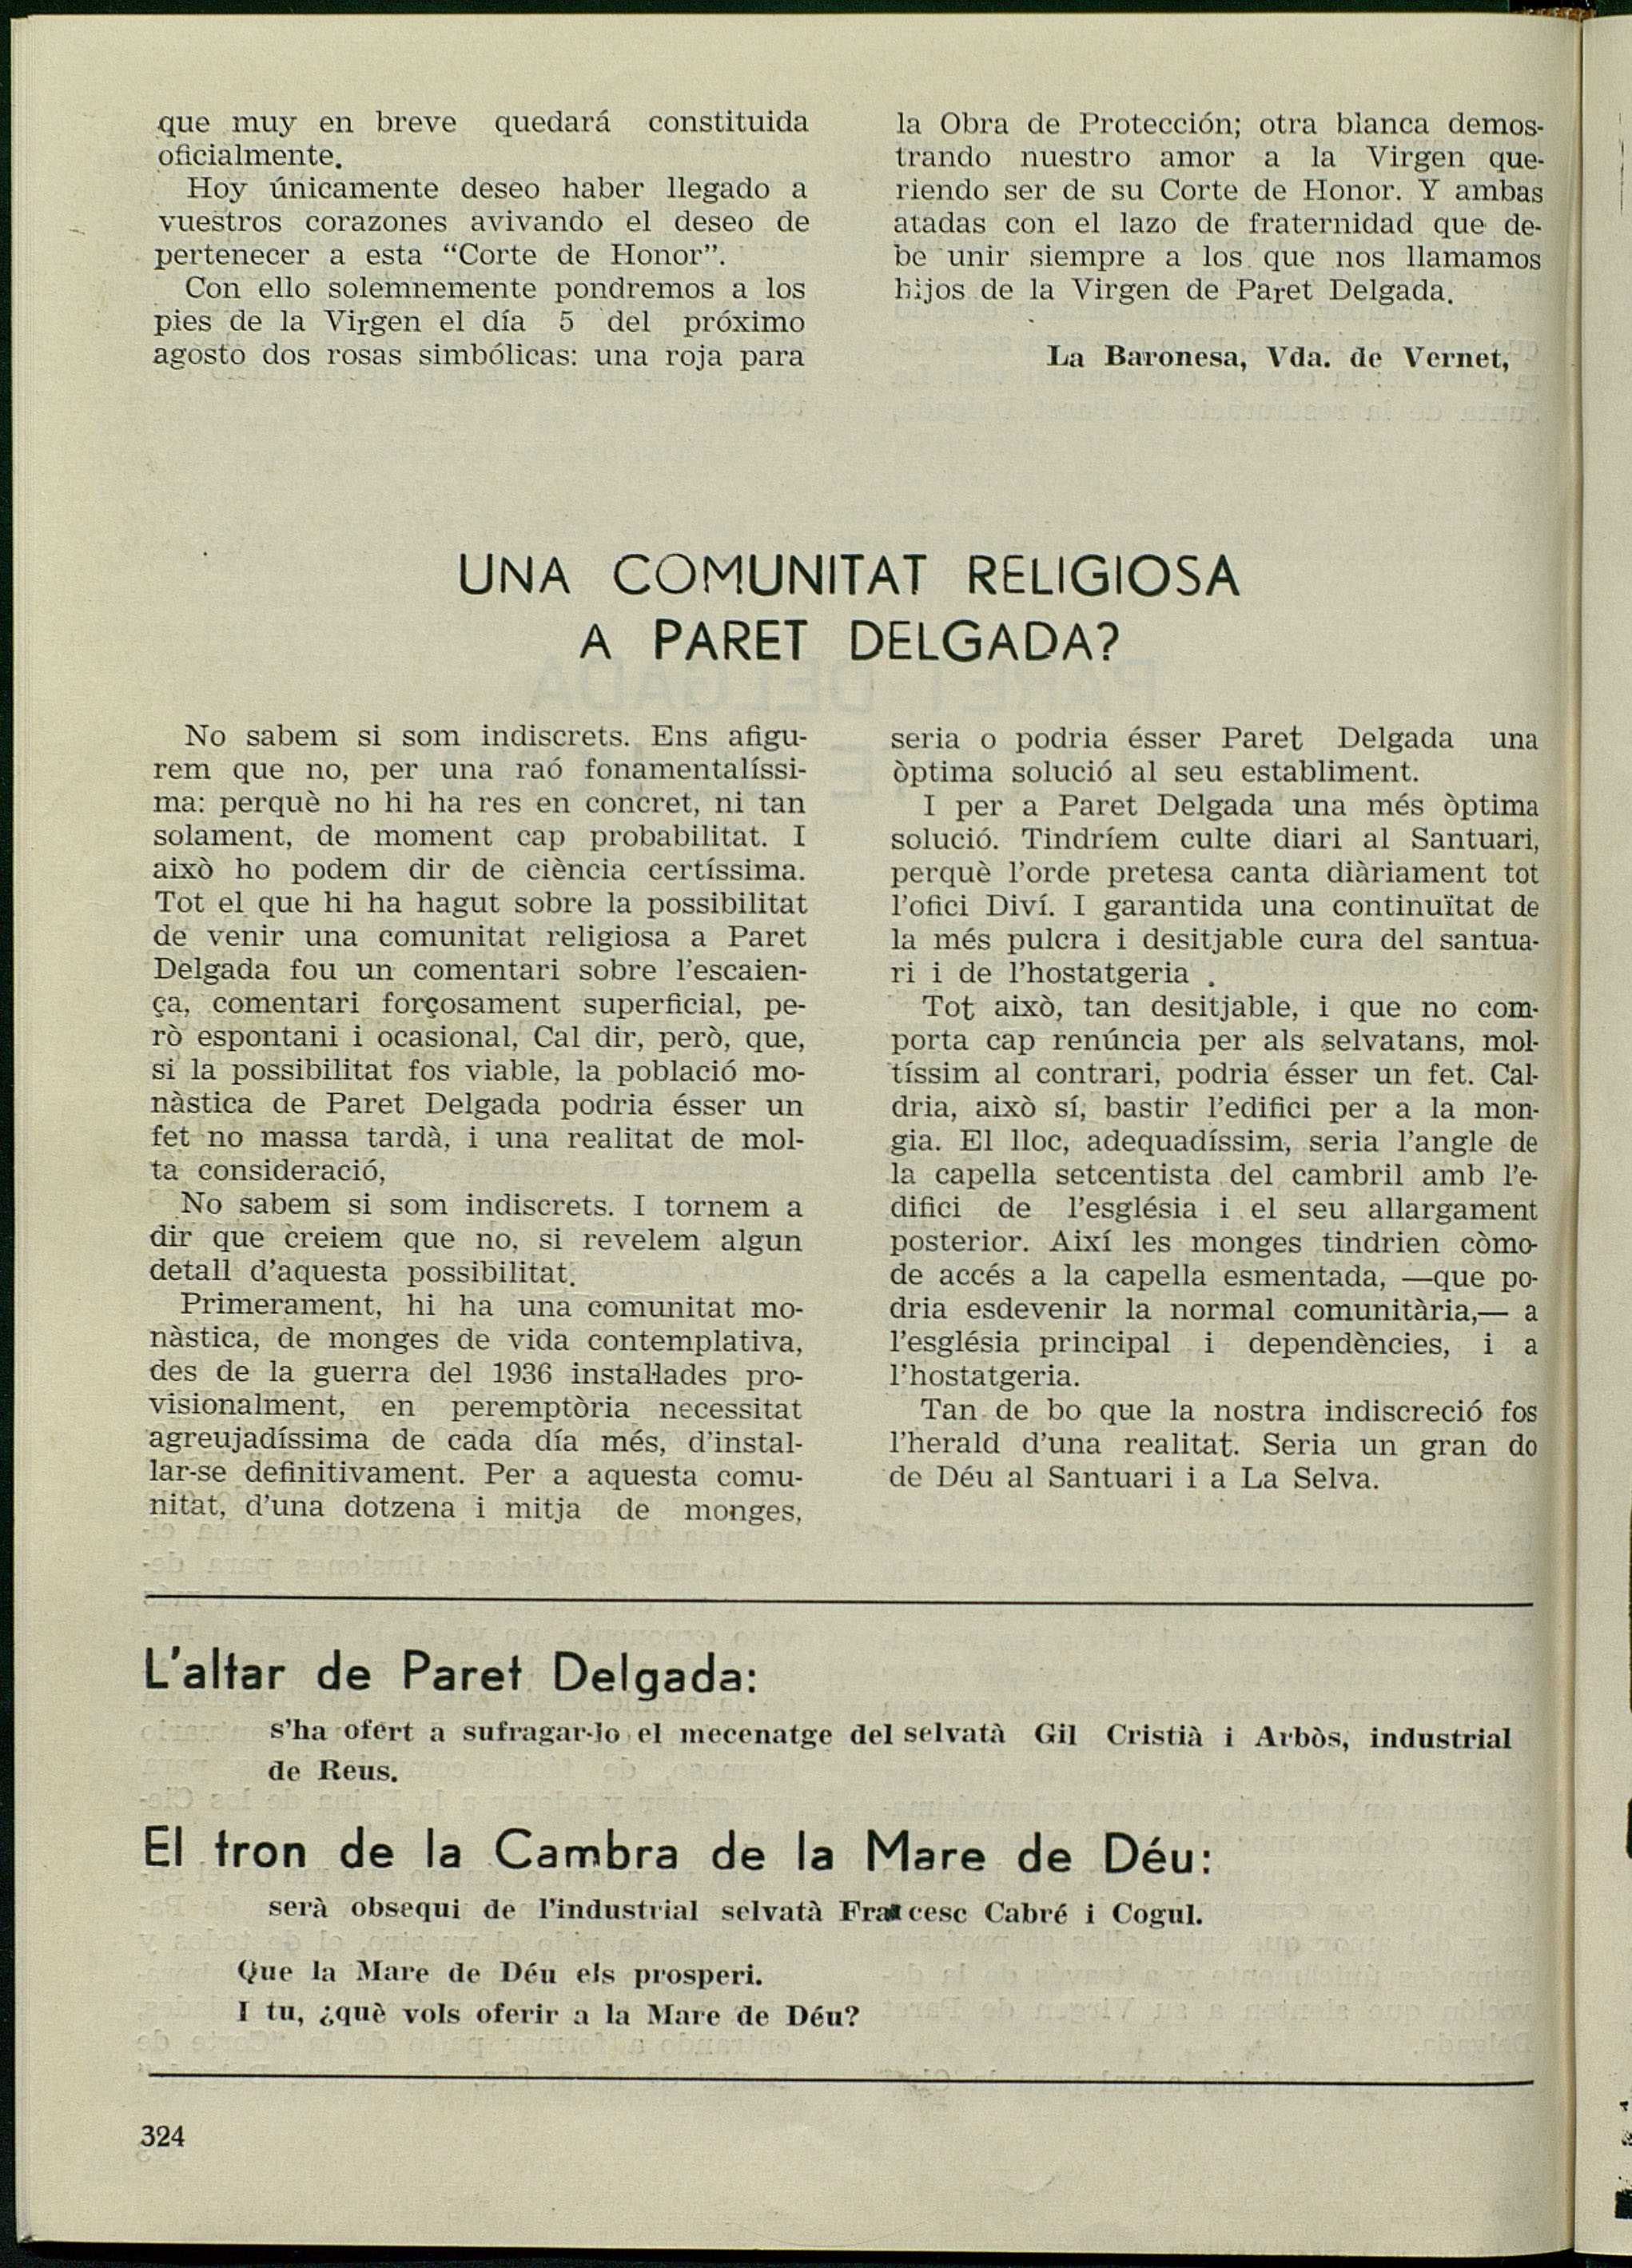 que muy en breve quedará constituida
oficialmente.
Hoy únicamente deseo haber llegado a
vuestros corazones avivando el deseo de
pertenecer a esta “Corte de Honor”.
Con ello solemnemente pondremos a los
pies de la Virgen el día 5 del próximo
agosto dos rosas simbólicas: una roja para
la Obra de Protección; otra blanca demos-
trando nuestro amor a la Virgen que-
riendo ser de su Corte de Honor. Y ambas
atadas con el lazo de fraternidad que de-
be unir siempre a los que nos llamamos
hijos de la Virgen de Paret Delgada.
La Baronesa, Vda. de Vernet,
UNA COMUNITAT RELIGIOSA
A PARET DELGADA?
No sabem si som indiscrets. Ens afigu-
rem que no, per una raó fonamentalíssi-
ma: perquè no hi ha res en concret, ni tan
solament, de moment cap probabilitat. I
això ho podem dir de ciència certíssima.
Tot el que hi ha hagut sobre la possibilitat
de venir una comunitat religiosa a Paret
Delgada fou un comentari sobre l’escaien-
ça, comentari forçosament superficial, pe-
rò espontani i ocasional, Cal dir, però, que,
si la possibilitat fos viable, la població mo-
nàstica de Paret Delgada podria ésser un
fet no massa tardà, i una realitat de mol-
ta consideració,
No sabem si som indiscrets. I tornem a
dir que creiem que no, si revelem algun
detall d’aquesta possibilitat.
Primerament, hi ha una comunitat mo-
nàstica, de monges de vida contemplativa,
des de la guerra del 1936 instal·lades pro-
visionalment, en peremptòria necessitat
agreujadíssima de cada día més, d’instal-
lar-se definitivament. Per a aquesta comu-
nitat, d’una dotzena i mitja de monges,
seria o podria ésser Paret Delgada una
òptima solució al seu establiment.
I per a Paret Delgada una més òptima
solució. Tindríem culte diari al Santuari,
perquè l’orde pretesa canta diàriament tot
l’ofici Diví. I garantida una continuïtat de
la més pulcra i desitjable cura del santua-
ri i de l’hostatgeria .
Tot això, tan desitjable, i que no com-
porta cap renúncia per als selvatans, mol-
tíssim al contrari, podria ésser un fet. Cal-
dria, això sí, bastir l’edifici per a la mon-
gia. El lloc, adequadíssim, seria l’angle de
la capella setcentista del cambril amb l’e-
difici de l’església i el seu allargament
posterior. Així les monges tindrien còmo-
de accés a la capella esmentada, —que po-
dria esdevenir la normal comunitària,— a
l’església principal i dependències, i a
l’hostatgeria.
Tan de bo que la nostra indiscreció fos
l’herald d’una realitat. Seria un gran do
de Déu al Santuari i a La Selva.
L’altar de Paret Delgada:
s’ha ofert a sufragar-lo el mecenatge del selvatà Gil Cristià i Arbòs, industrial
de Reus.
El tron de la Cambra de la Mare de Déu:
serà obsequi de l’industrial selvatà Francesc Cabré i Cogul.
Que la Mare de Déu els prosperi.
I tu, ¿què vols oferir a la Mare de Déu?
324